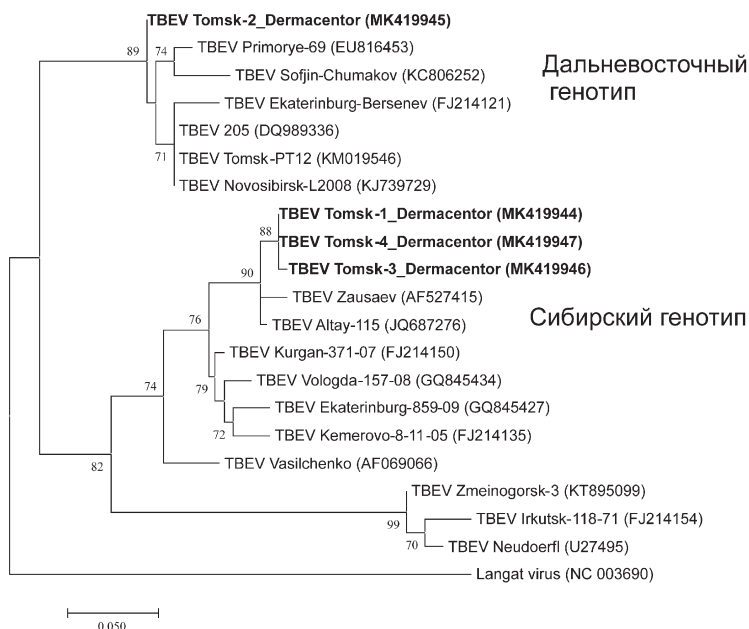 TBEV Tomsk-2_Dermacentor (MK419945)
89
74
TBEV Primorye-69 (EU816453)
TBEV Sofjin-Chumakov (KC806252)
Дальневосточный
генотип
TBEV Ekaterinburg-Bersenev (FJ214121)
TBEV 205 (DQ989336)
71
TBEV Tomsk-PT12 (KM019546)
TBEV Novosibirsk-L2008 (KJ739729)
TBEV Tomsk-1_Dermacentor (MK419944)
88
TBEV Tomsk-4_Dermacentor (MK419947)
90
TBEV Tomsk-3_Dermacentor (MK419946)
TBEV Zausaev (AF527415)
76
TBEV Altay-115 (JQ687276)
Сибирский генотип
TBEV Kurgan-371-07 (FJ214150)
74
79
TBEV Vologda-157-08 (GQ845434)
TBEV Ekaterinburg-859-09 (GQ845427)
72
TBEV Kemerovo-8-11-05 (FJ214135)
82
TBEV Vasilchenko (AF069066)
TBEV Zmeinogorsk-3 (KT895099)
99
TBEV Irkutsk-118-71 (FJ214154)
70
TBEV Neudoerfl (U27495)
Langat virus (NC 003690)
0.050